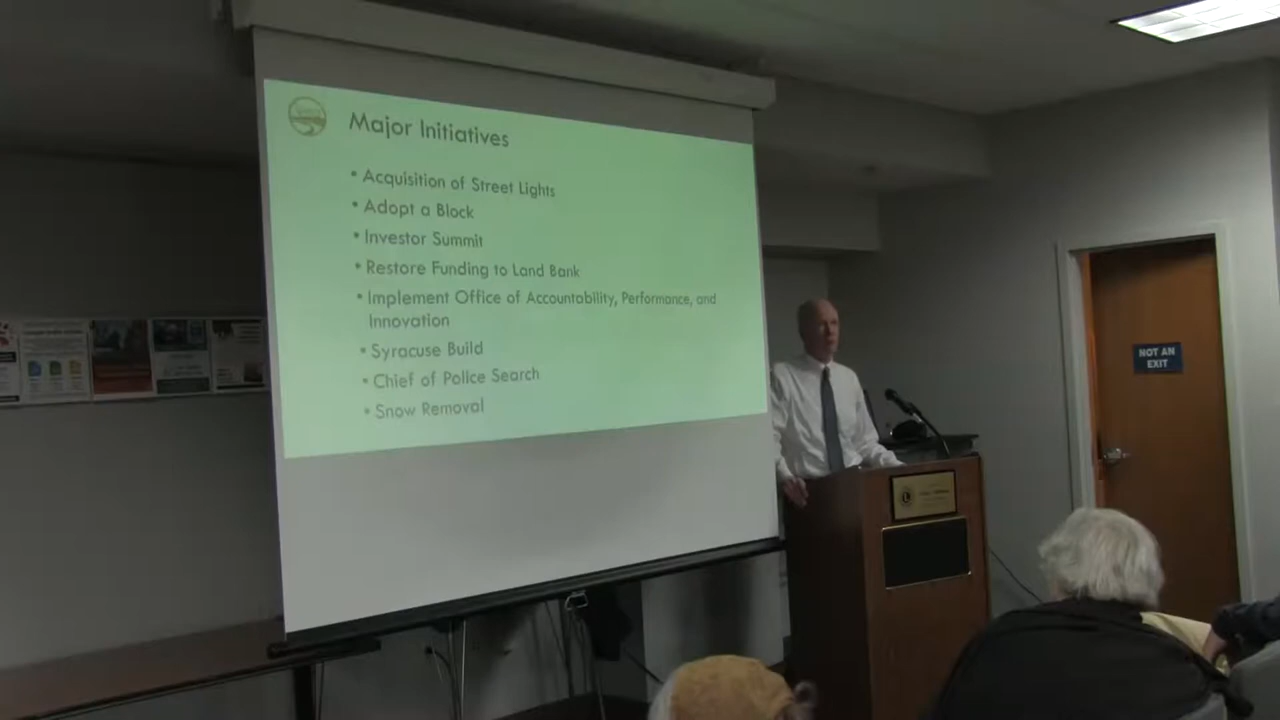 Major Initiatives
• Acquisition of Street Lights
• Adopt a Block
• Investor Summit
• Restore Funding to Land Bank
• Implement Office of Accountability, Performance, and
Innovation
• Syracuse Build
• Chief of Police Search
• Snow Removal
NOT AN
EXIT